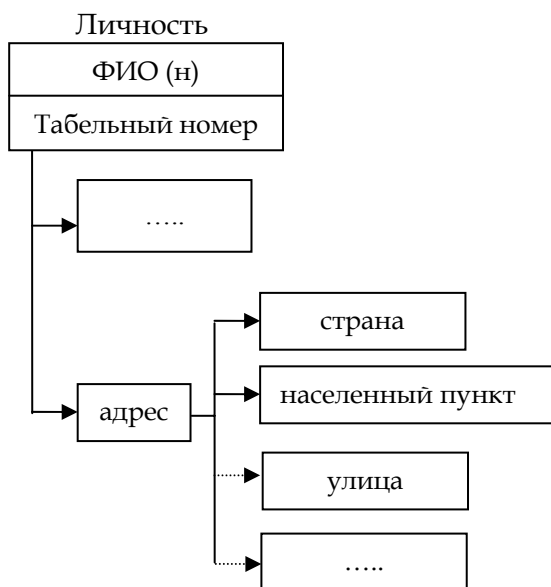 Личность
ФИО (н)
Табельный номер
…..
страна
населенный пункт
адрес
улица
…..